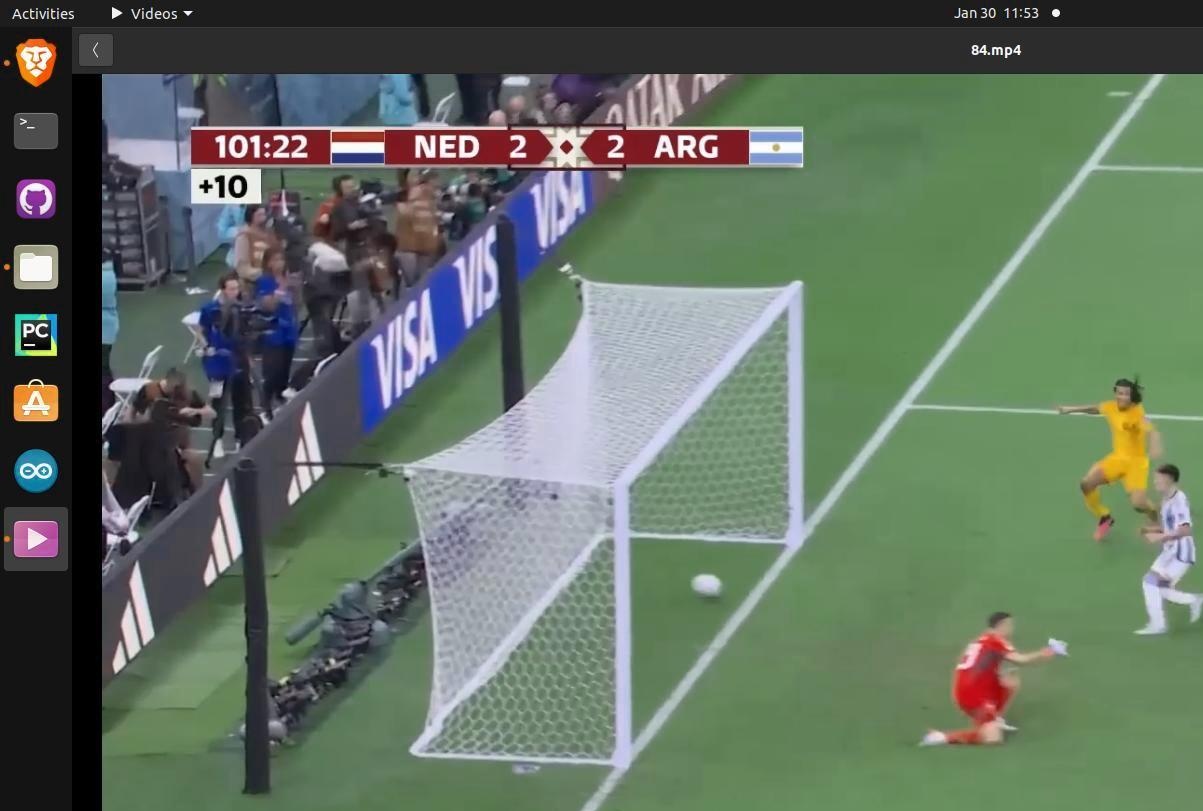 Activities
Videos
Jan 30 11:53
84.mp4
>_
PC
QATAR
101:22 NED 2 2 ARG
+10
VISA
VISA
VISA